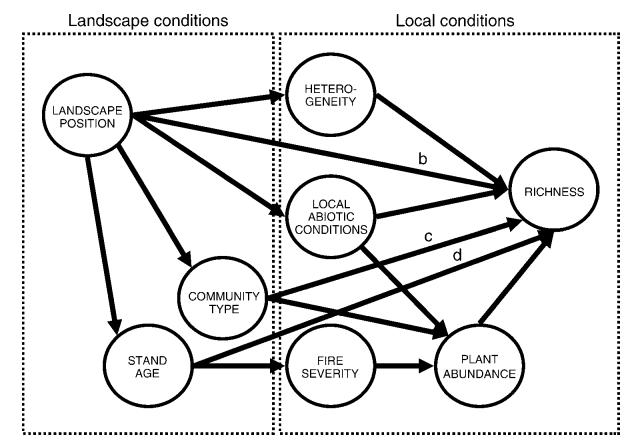 Landscape conditions
Local conditions
LANDSCAPE
POSITION
HETERO-
GENEITY
b
RICHNESS
LOCAL
ABIOTIC
CONDITIONS
c
d
COMMUNITY
TYPE
STAND
AGE
FIRE
SEVERITY
PLANT
ABUNDANCE